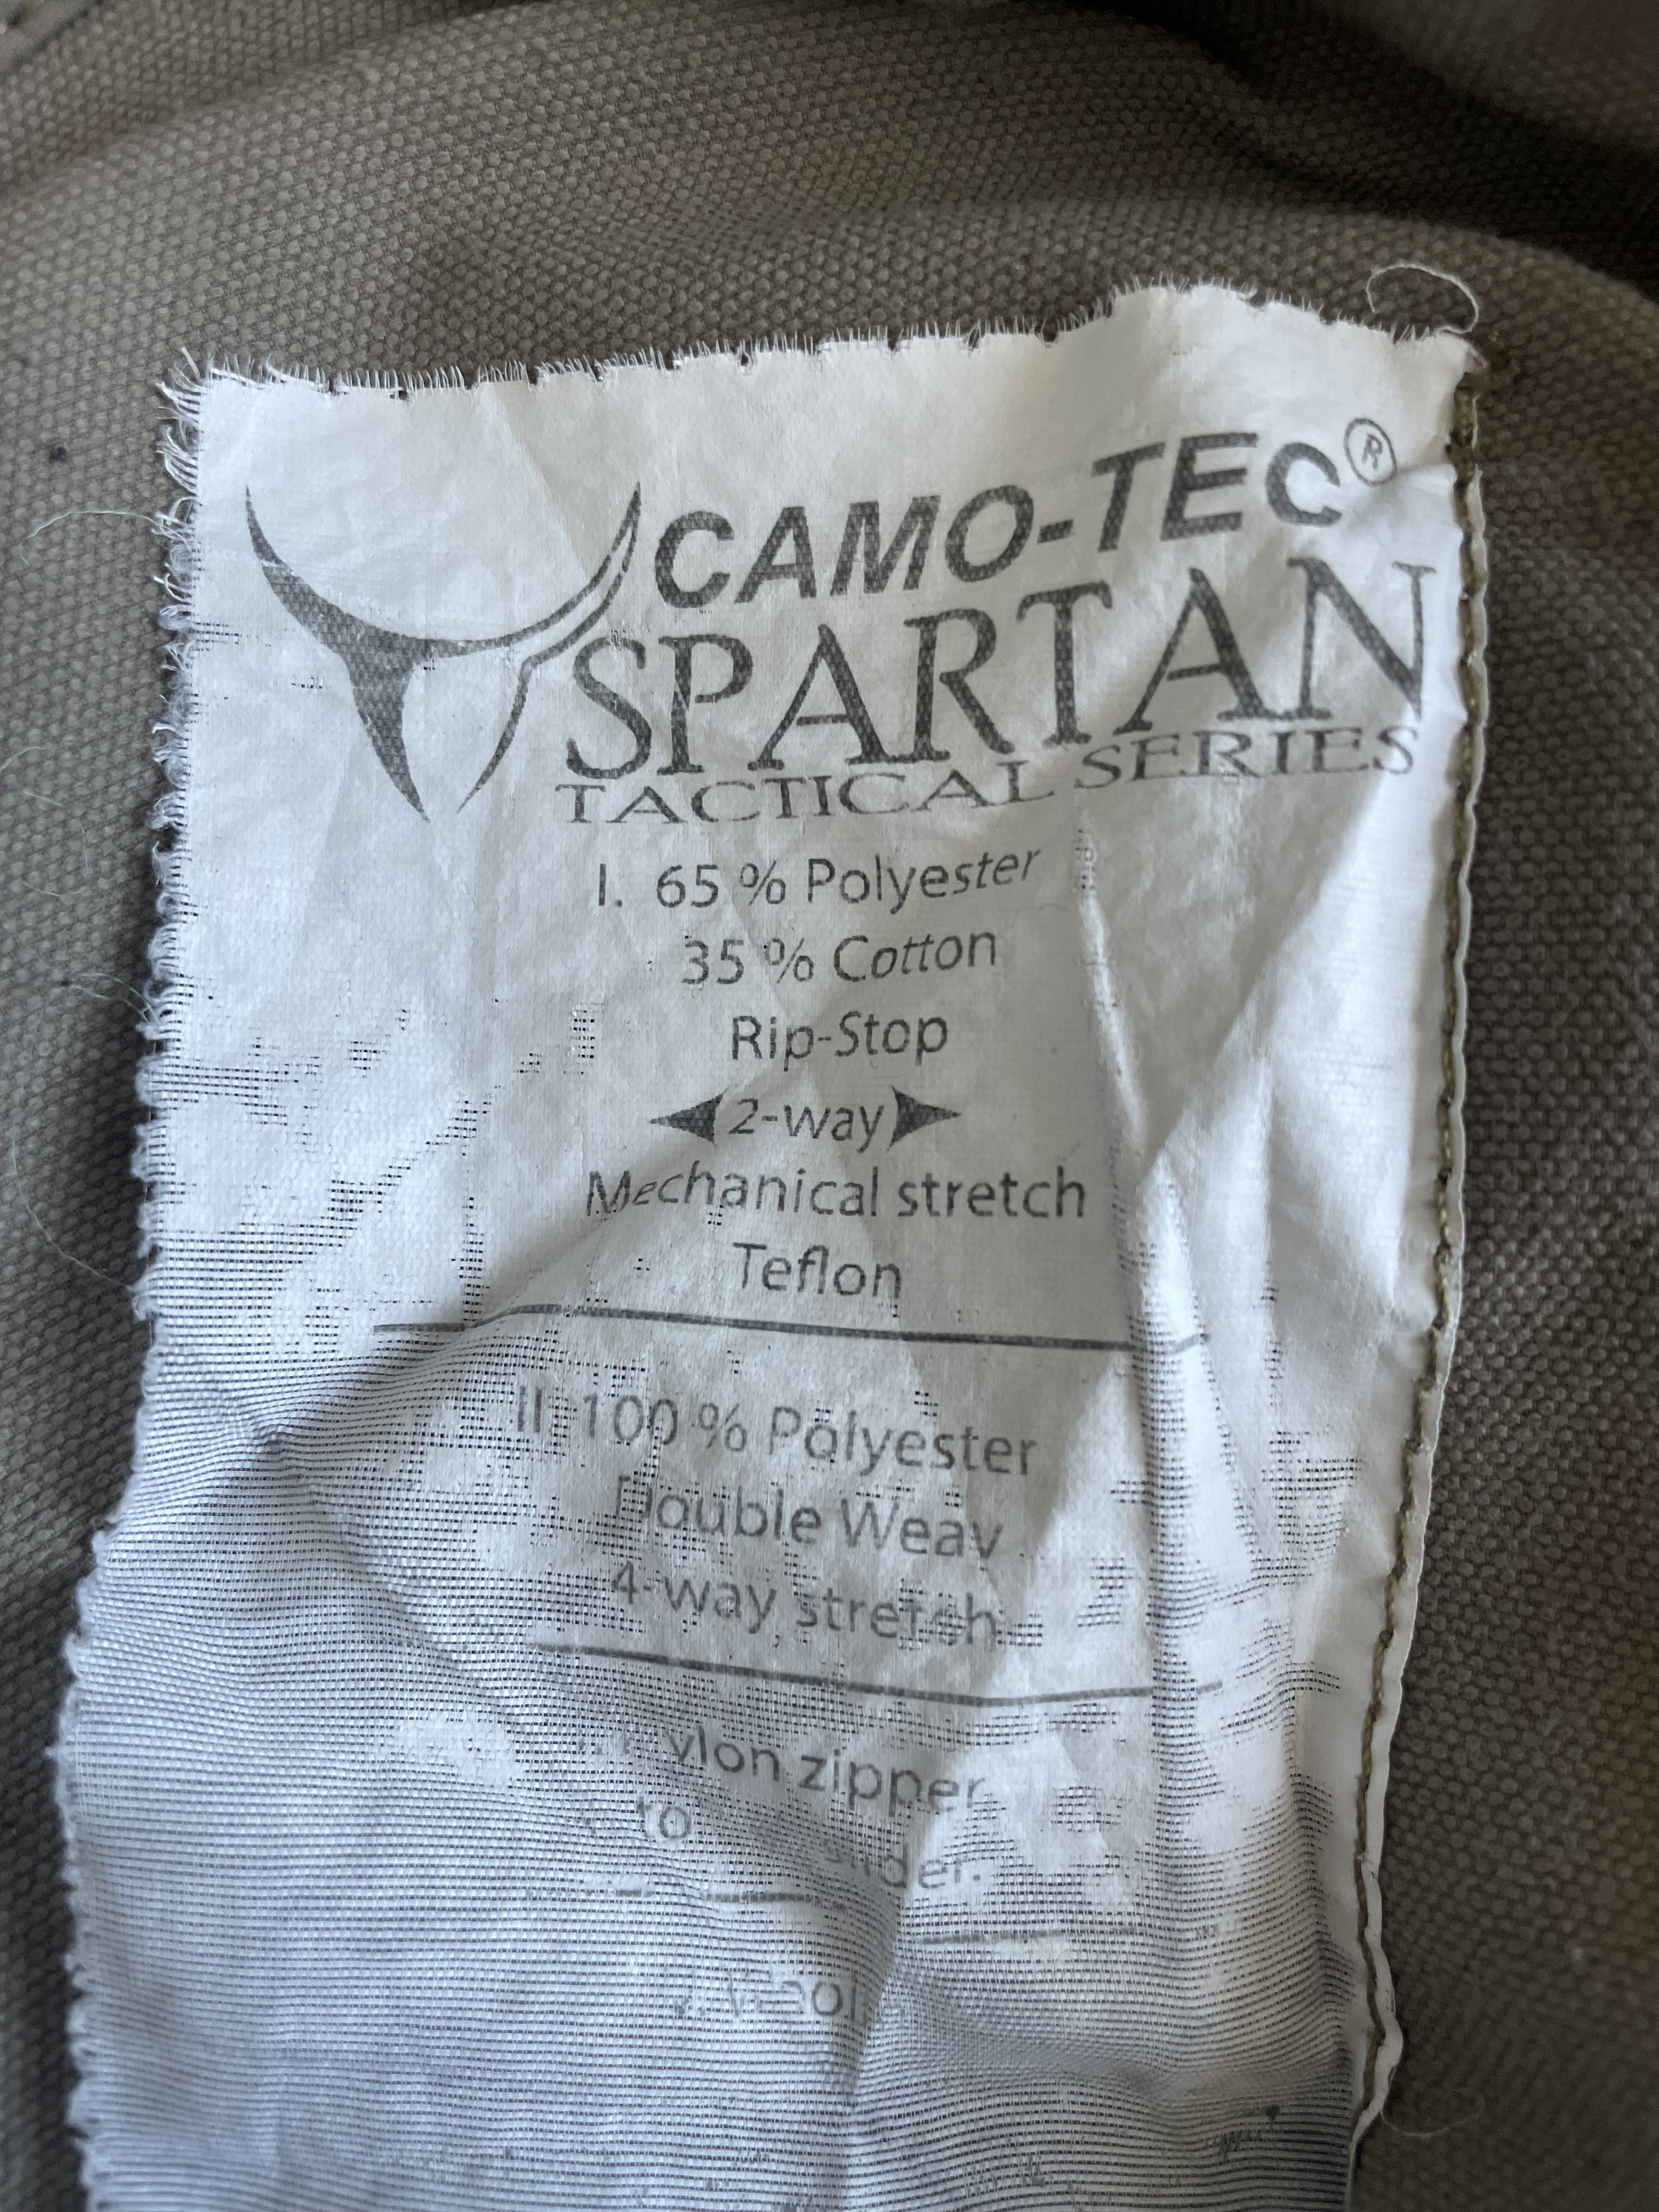 CAMO-TEC®
SPARTAN
TACTICAL SERIES
I. 65 % Polyester
35 % Cotton
Rip-Stop
2-way
Mechanical stretch
Teflon
II. 100 % Polyester
Double Weav
4-way stretch
zipper